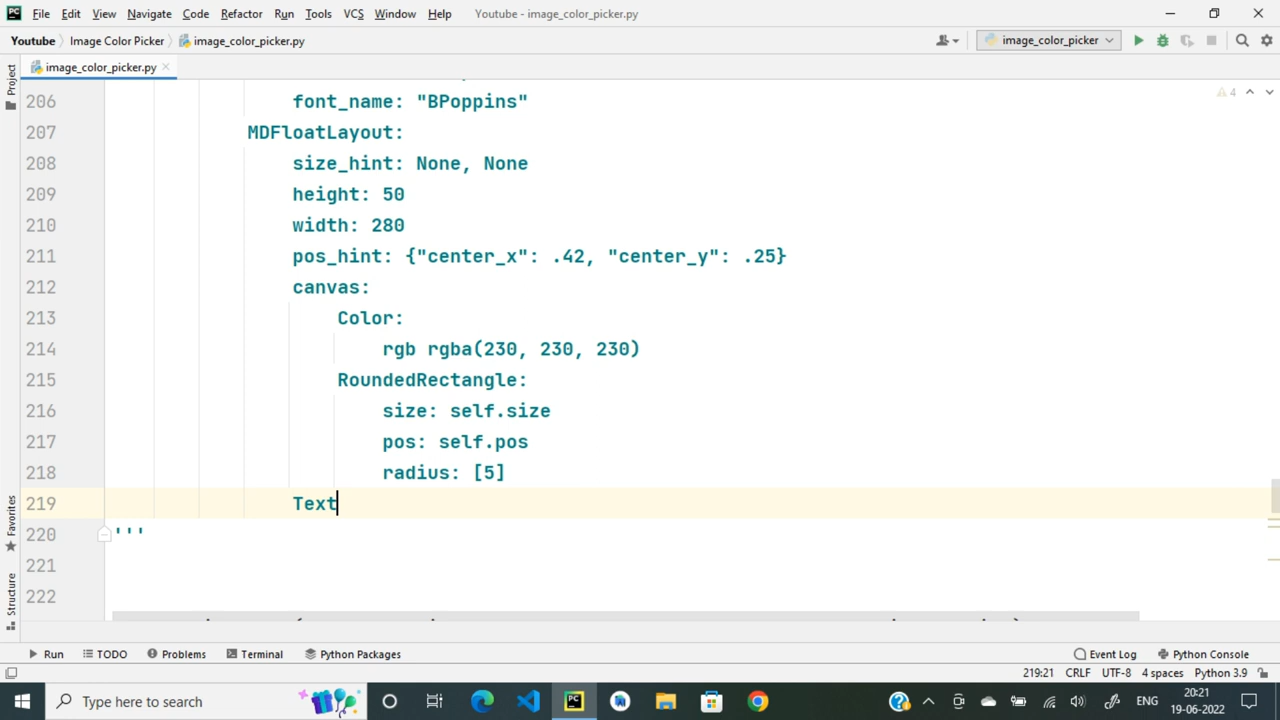 File Edit View Navigate Code Refactor Run Tools VCS Window Help Youtube - image_color_picker.py
Youtube Image Color Picker image_color_picker.py image_color_picker
image_color_picker.py
Project
206 font_name: "BPoppins" 4
207 MDFloatLayout:
208 size_hint: None, None
209 height: 50
210 width: 280
211 pos_hint: {"center_x": .42, "center_y": .25}
212 canvas:
213 Color:
214 rgb rgba(230, 230, 230)
215 RoundedRectangle:
216 size: self.size
217 pos: self.pos
218 radius: [5]
219 Text
220 '''
221
222
Favorites
Structure
Run TODO Problems Terminal Python Packages Event Log Python Console
219:21 CRLF UTF-8 4 spaces Python 3.9
Type here to search ENG 20:21
19-06-2022